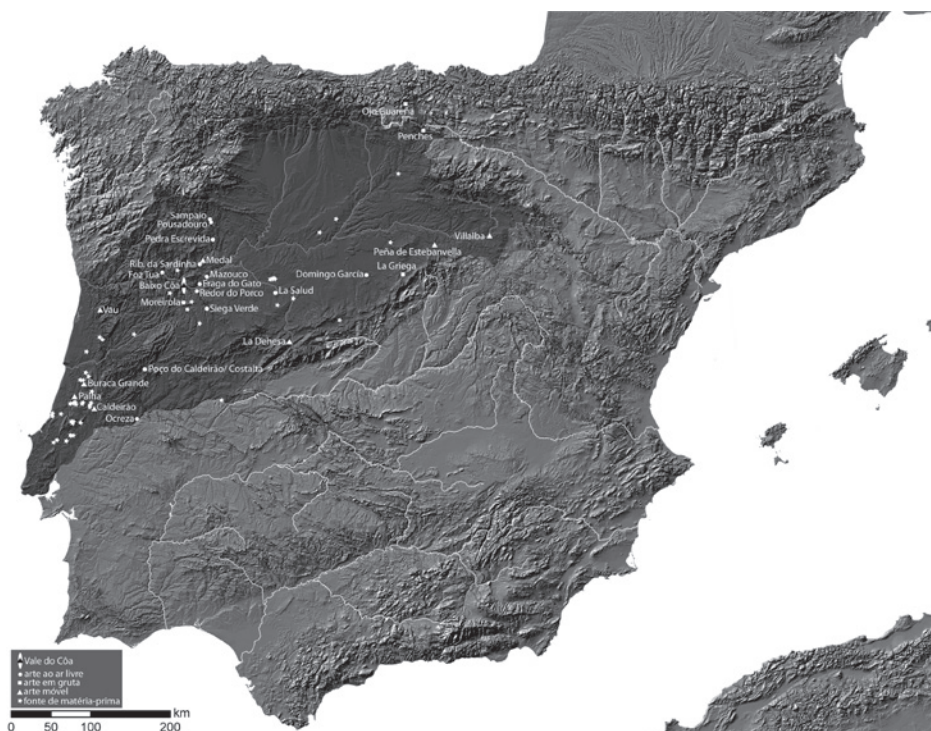 Ojo Guareña
Penches
Sampaio
Pousadouro
Pedra Escrevida
Villalba
Peña de Estebanvella
Rib. da Sardinha
Medal
La Griega
Foz Tua
Mazouco
Domingo García
Baixo Côa
Fraga do Gato
Redor do Porco
La Salud
Moreirola
Siega Verde
Vau
La Dehesa
Poço do Caldeirão/ Costalta
Buraca Grande
Caldeirão
Ocreza
Vale do Côa
arte ao ar livre
arte em gruta
arte móvel
fonte de matéria-prima
km
0 50 100 200